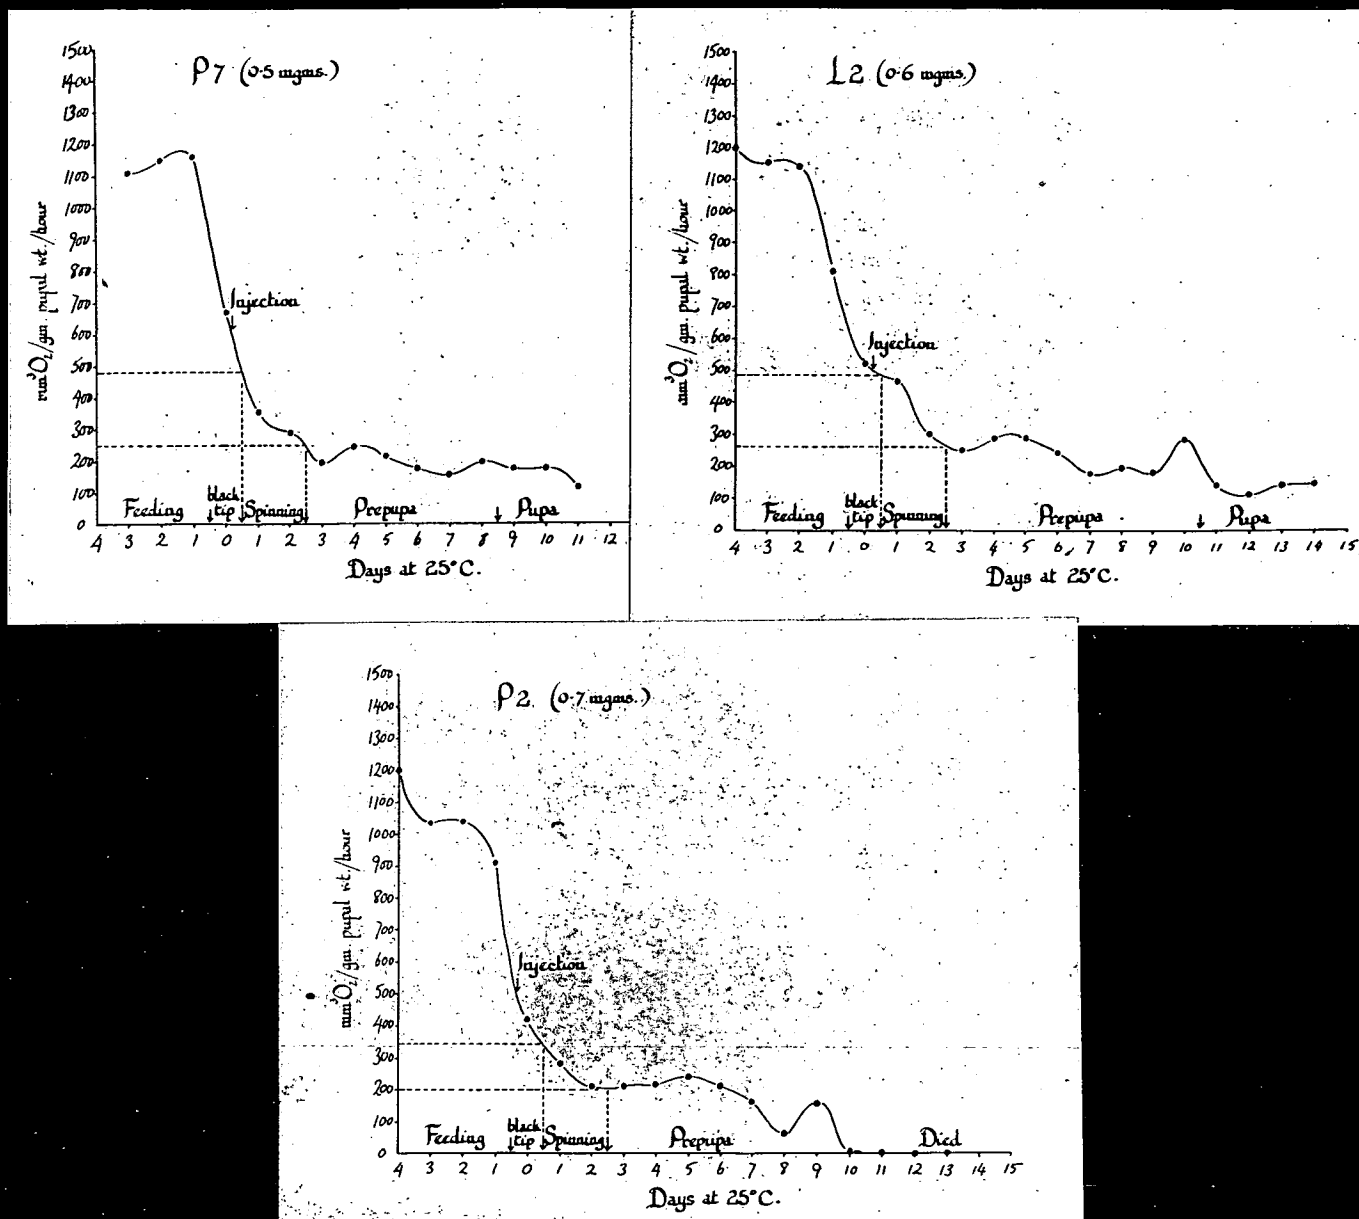 P7 (0·5 mgms.)
1500
1400
1300
1200
1100
1000
900
800
700
600
500
400
300
200
100
0
mm³O₂/gm. pupal wt./hour
Injection
Feeding
black tip
Spinning
Prepupa
Pupa
4 3 2 1 0 1 2 3 4 5 6 7 8 9 10 11 12
Days at 25°C.
L2 (0·6 mgms.)
1500
1400
1300
1200
1100
1000
900
800
700
600
500
400
300
200
100
0
mm³O₂/gm. pupal wt./hour
Injection
Feeding
black tip
Spinning
Prepupa
Pupa
4 3 2 1 0 1 2 3 4 5 6 7 8 9 10 11 12 13 14 15
Days at 25°C.
P2 (0·7 mgms.)
1500
1400
1300
1200
1100
1000
900
800
700
600
500
400
300
200
100
0
mm³O₂/gm. pupal wt./hour
Injection
Feeding
black tip
Spinning
Prepupa
Died
4 3 2 1 0 1 2 3 4 5 6 7 8 9 10 11 12 13 14 15
Days at 25°C.